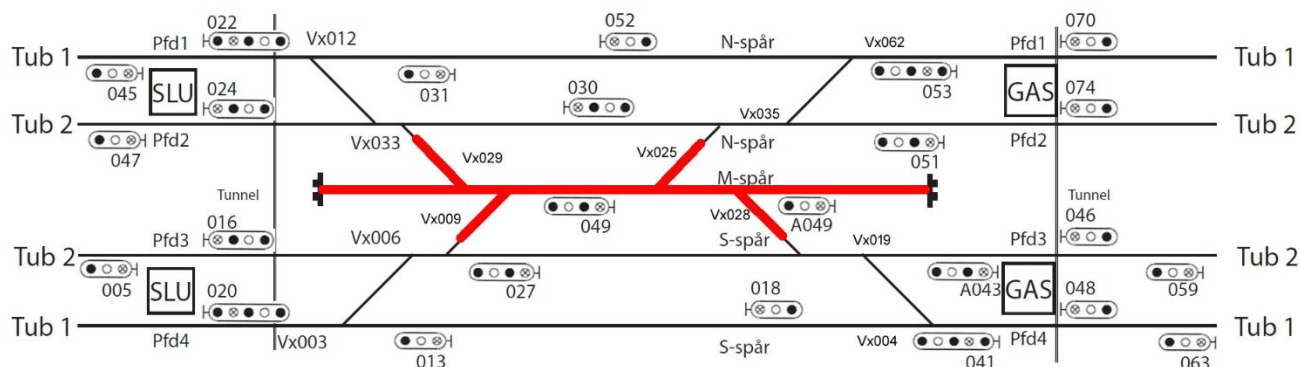 022 052 070
Tub 1 Pfd1 Vx012 N-spår Vx062 Pfd1 Tub 1
045 SLU 024 031 030 053 GAS 074
Tub 2 Pfd2 Vx033 Vx035 N-spår Pfd2 Tub 2
047 Vx029 Vx025 051
M-spår
Tunnel 049 A049 Tunnel
016 Vx009 Vx028 046
Pfd3 Vx006 S-spår Vx019 Pfd3
Tub 2 Tub 2
005 SLU 020 027 018 A043 GAS 048 059
Tub 1 Tub 1
Pfd4 Vx003 013 S-spår Vx004 041 Pfd4 063